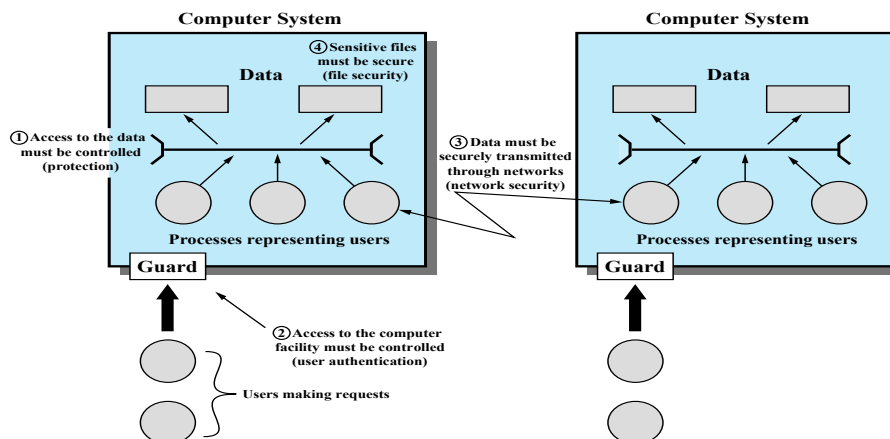 Computer System
④ Sensitive files
must be secure
(file security)
Data
① Access to the data
must be controlled
(protection)
Processes representing users
Guard
② Access to the computer
facility must be controlled
(user authentication)
Users making requests
③ Data must be
securely transmitted
through networks
(network security)
Computer System
Data
Processes representing users
Guard